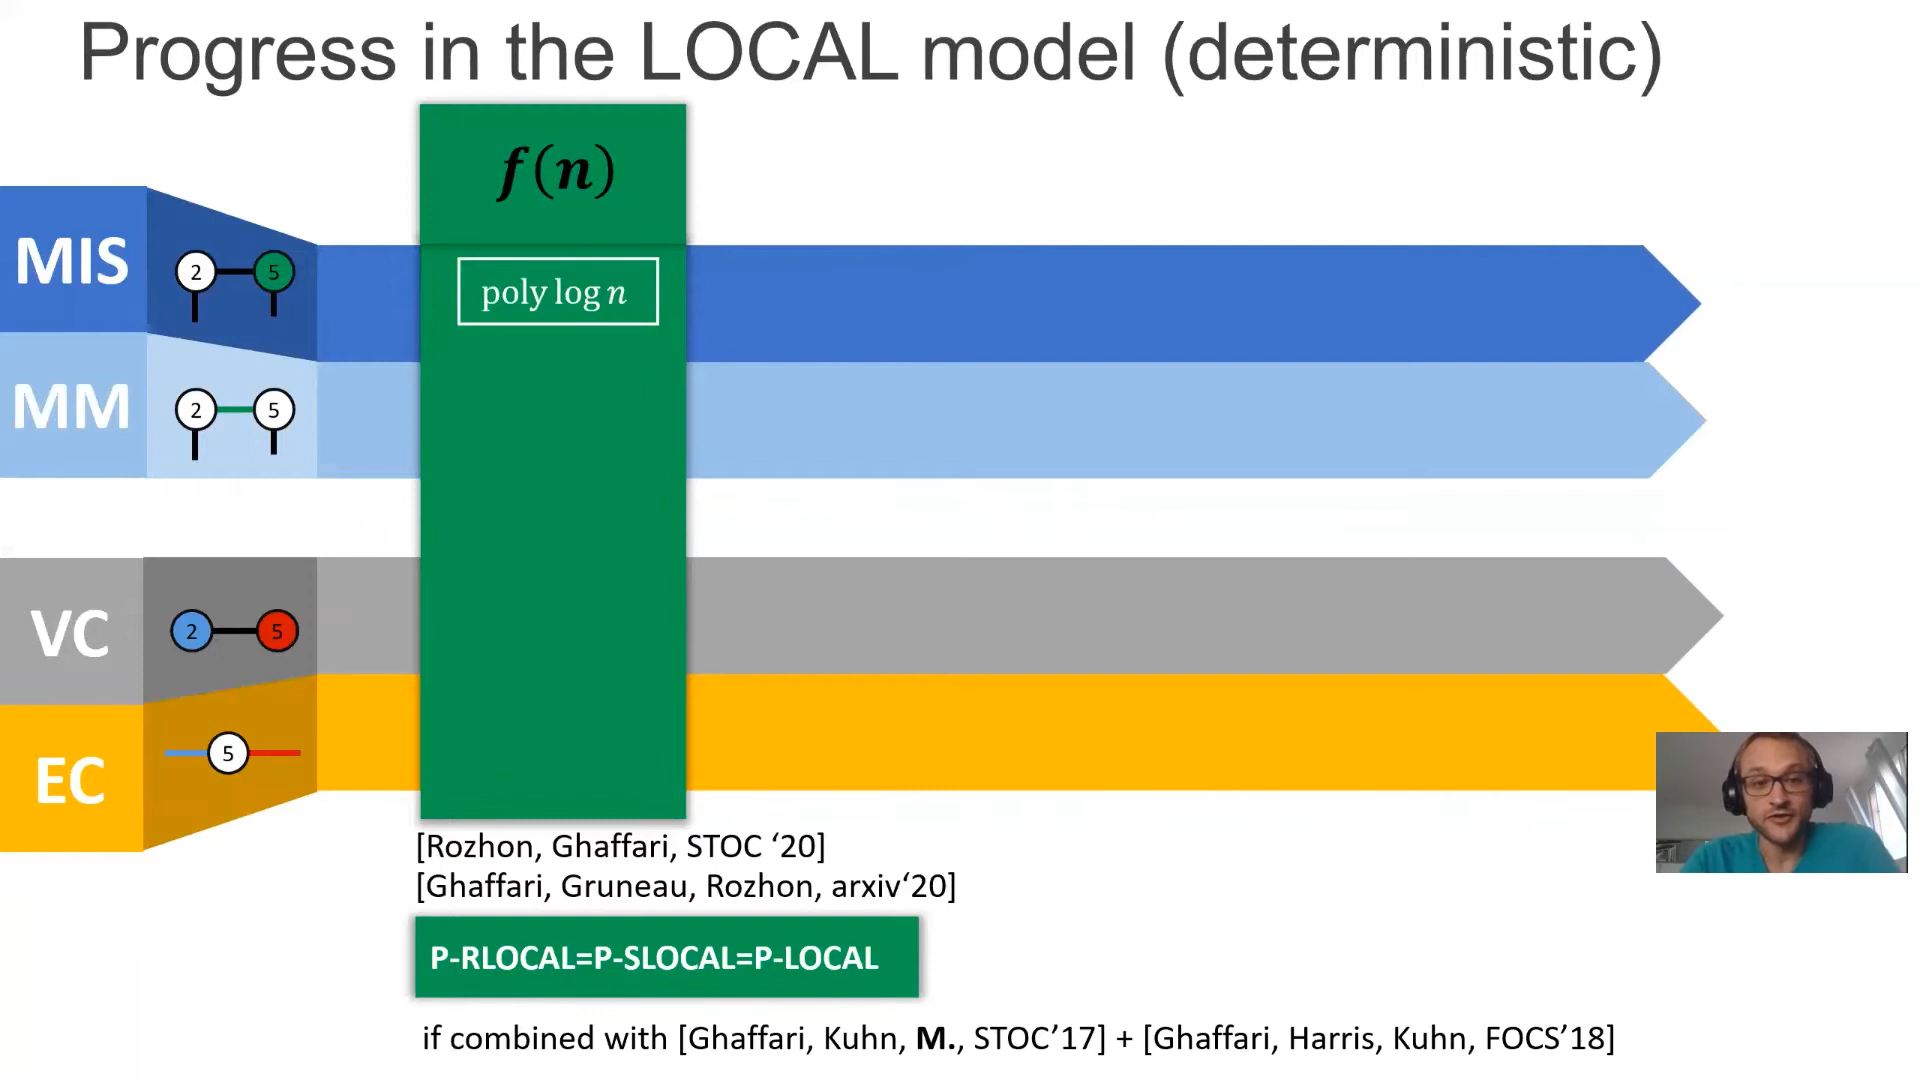 Progress in the LOCAL model (deterministic)
f(n)
MIS
2 5
poly log n
MM
2 5
VC
2 5
EC
5
[Rozhon, Ghaffari, STOC ‘20]
[Ghaffari, Gruneau, Rozhon, arxiv‘20]
P-RLOCAL=P-SLOCAL=P-LOCAL
if combined with [Ghaffari, Kuhn, M., STOC’17] + [Ghaffari, Harris, Kuhn, FOCS’18]